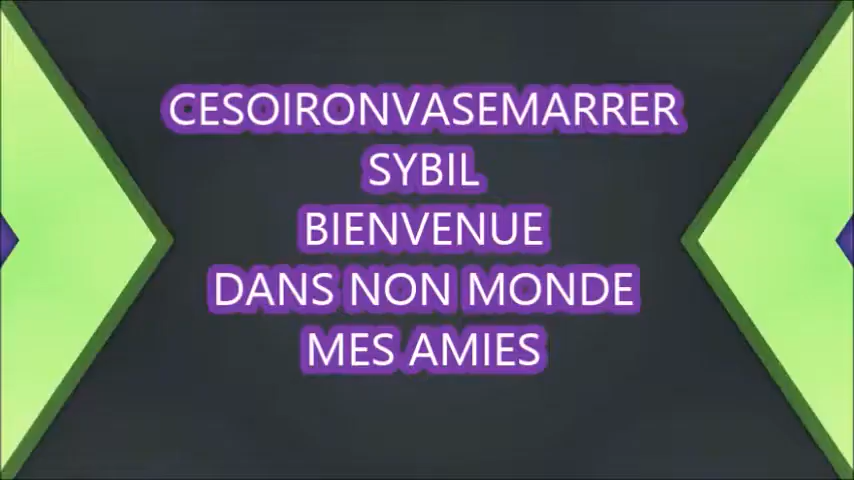 CESOIRONVASEMARRER
SYBIL
BIENVENUE
DANS NON MONDE
MES AMIES